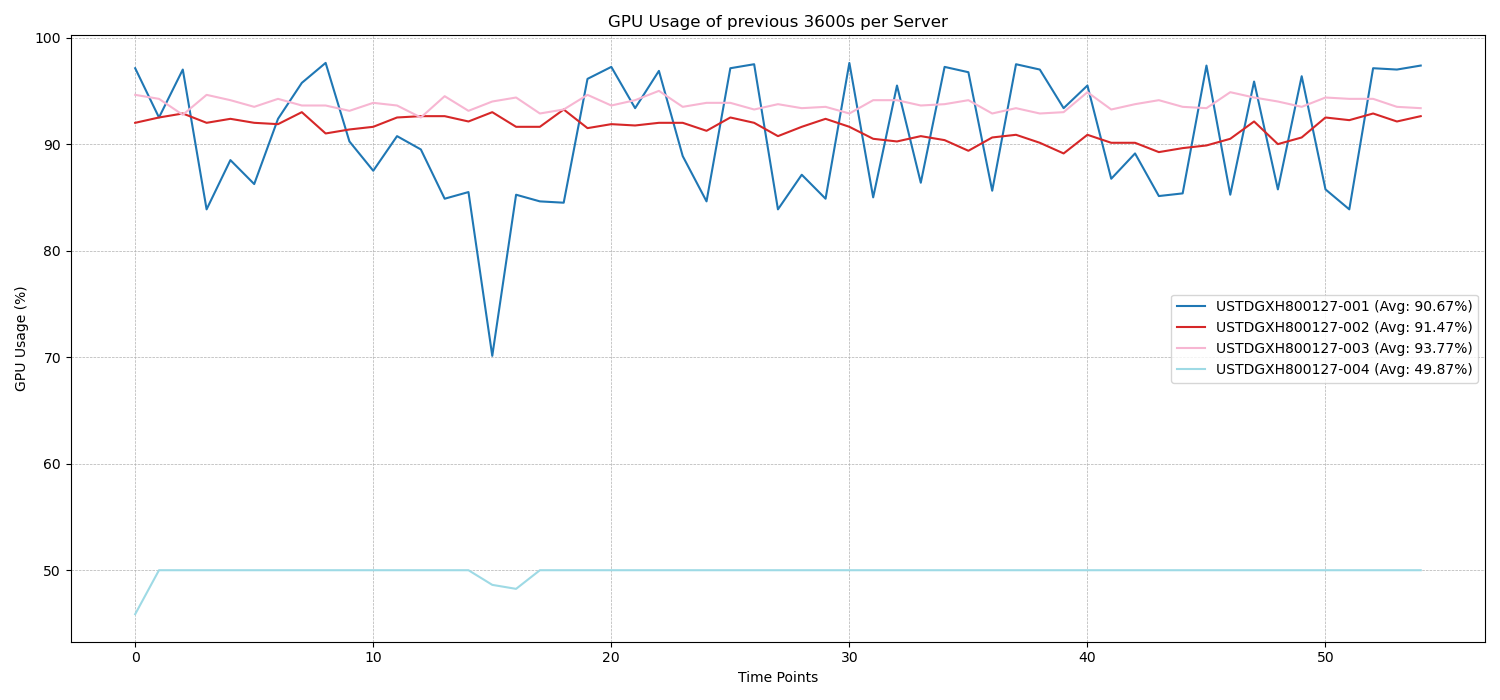 GPU Usage of previous 3600s per Server
GPU Usage (%)
100
90
80
70
60
50
USTDGXH800127-001 (Avg: 90.67%)
USTDGXH800127-002 (Avg: 91.47%)
USTDGXH800127-003 (Avg: 93.77%)
USTDGXH800127-004 (Avg: 49.87%)
0 10 20 30 40 50
Time Points